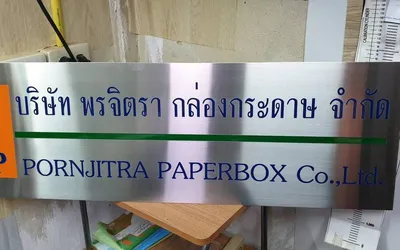 บริษัท พรจิตรา กล่องกระดาษ จำกัด
PORNJITRA PAPERBOX Co.,Ltd.